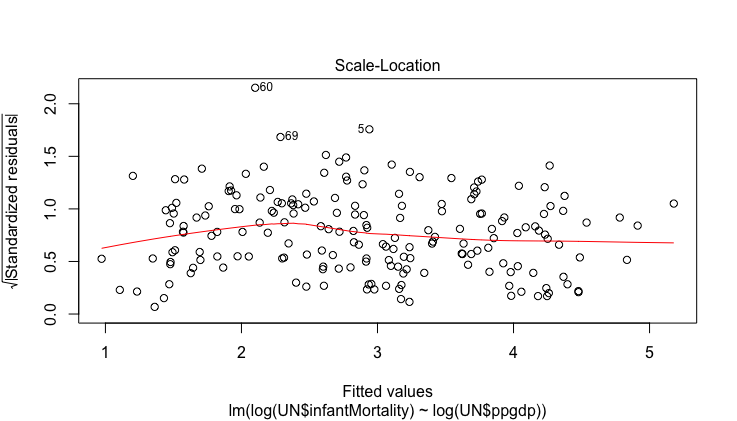 Scale-Location
√|Standardized residuals|
2.0
1.5
1.0
0.5
0.0
60
5
69
1 2 3 4 5
Fitted values
lm(log(UN$infantMortality) ~ log(UN$ppgdp))